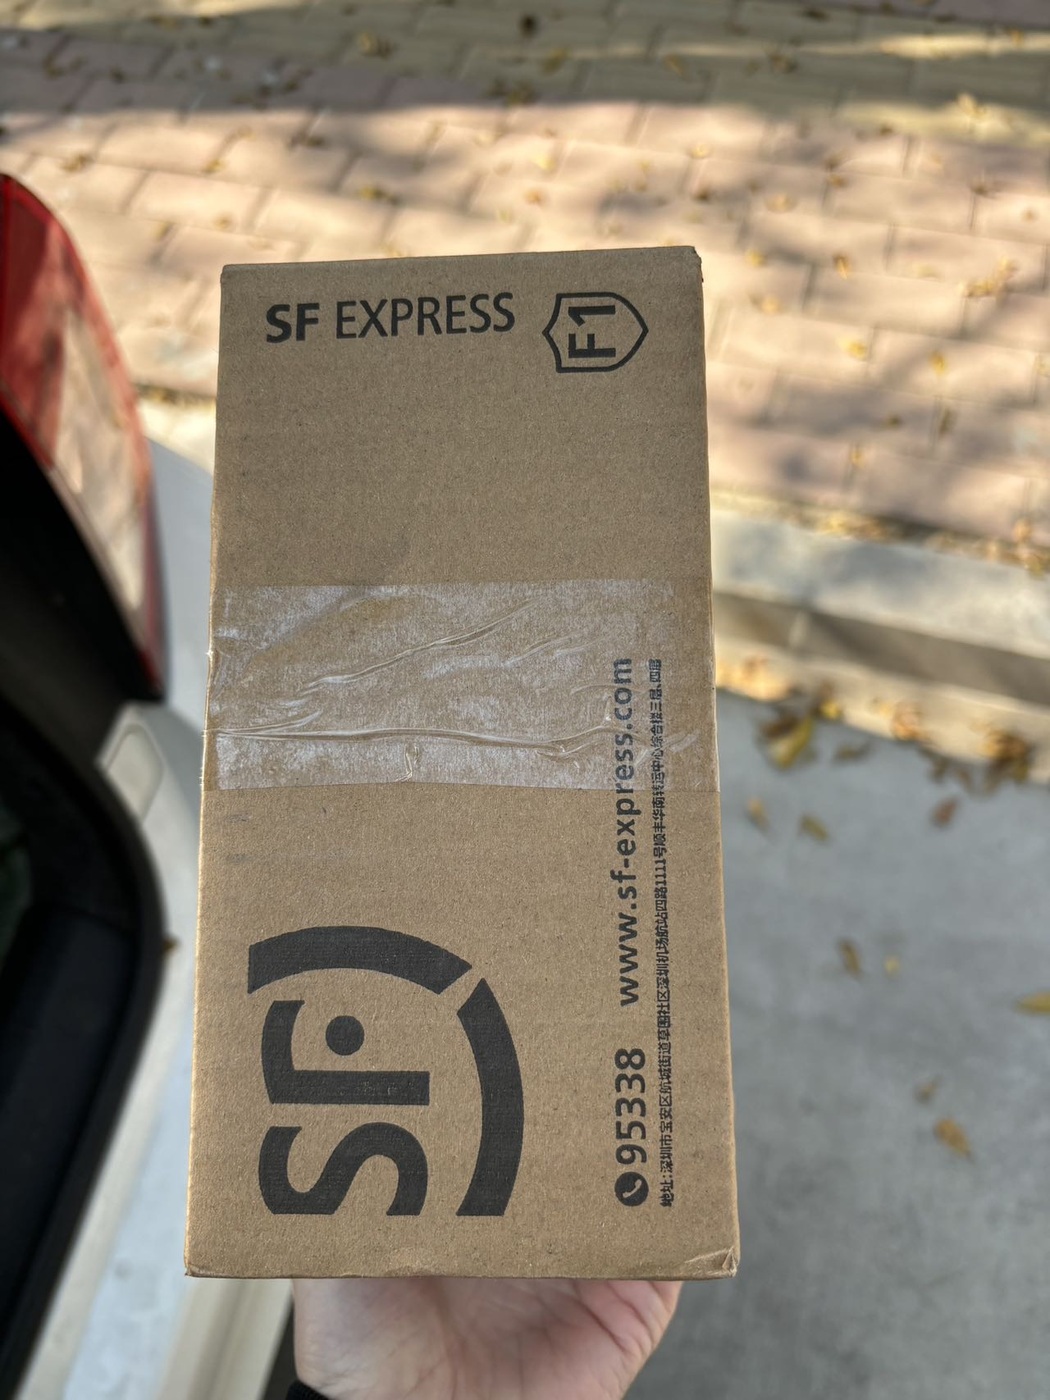 SF EXPRESS
F1
SF
95338 www.sf-express.com
地址:深圳市宝安区航城街道草围社区深圳机场航站四路1111号顺丰华南转运中心综合楼三层、四层